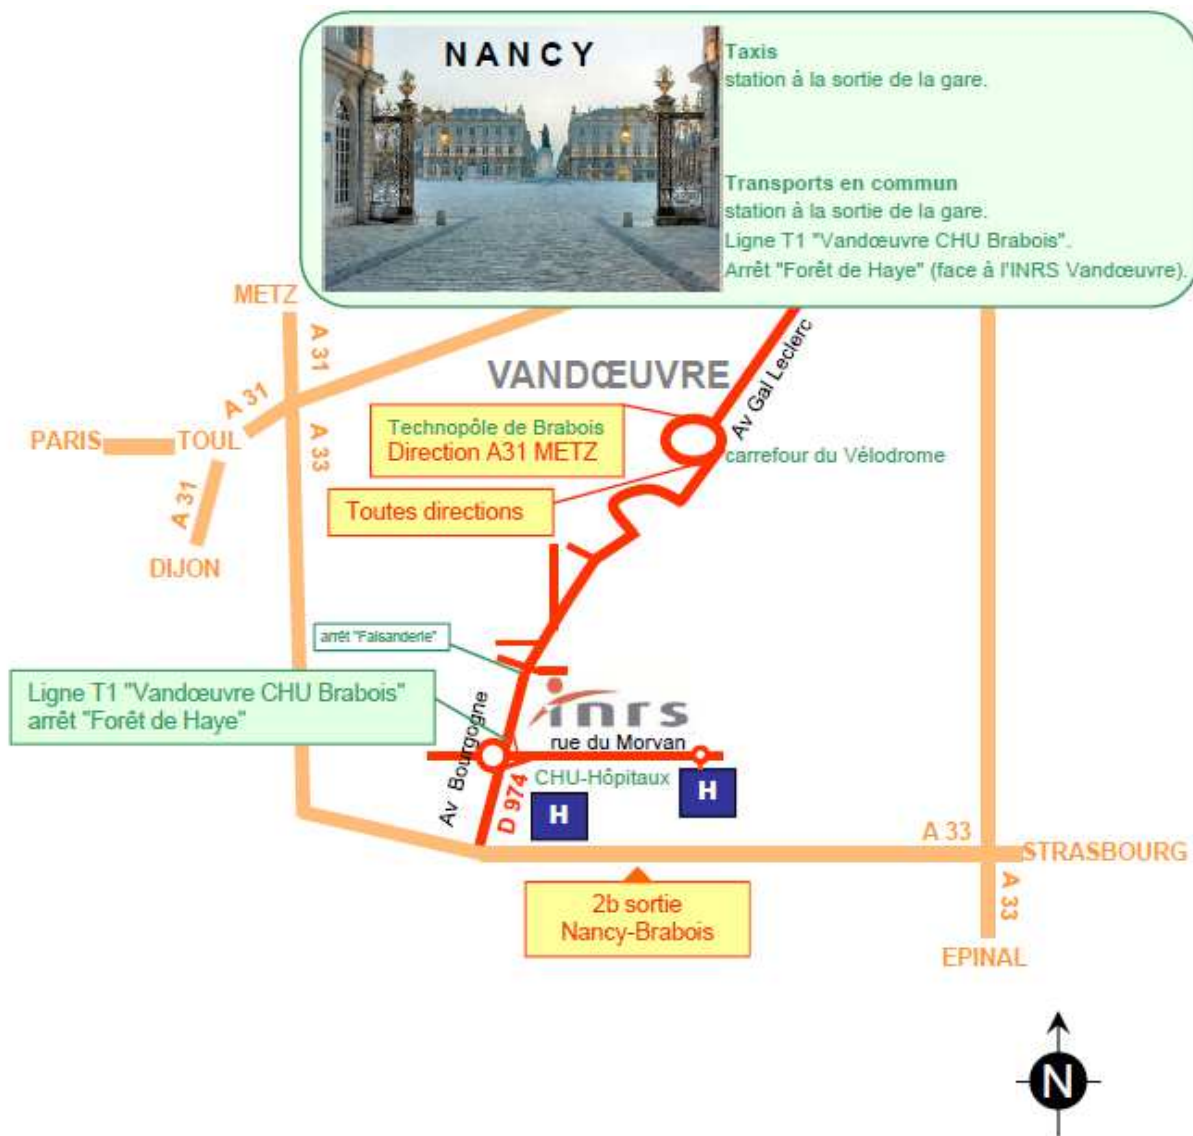 NANCY
Taxis
station à la sortie de la gare.
Transports en commun
station à la sortie de la gare.
Ligne T1 "Vandœuvre CHU Brabois".
Arrêt "Forêt de Haye" (face à l'INRS Vandœuvre).
METZ
A 31
A 31
A 33
PARIS
TOUL
A 31
DIJON
VANDŒUVRE
Av Gal Leclerc
Technopôle de Brabois
Direction A31 METZ
carrefour du Vélodrome
Toutes directions
arrêt "Faisanderie"
Ligne T1 "Vandœuvre CHU Brabois"
arrêt "Forêt de Haye"
Av Bourgogne
inrs
rue du Morvan
CHU-Hôpitaux
D 974
H
H
A 33
STRASBOURG
A 33
2b sortie
Nancy-Brabois
EPINAL
N